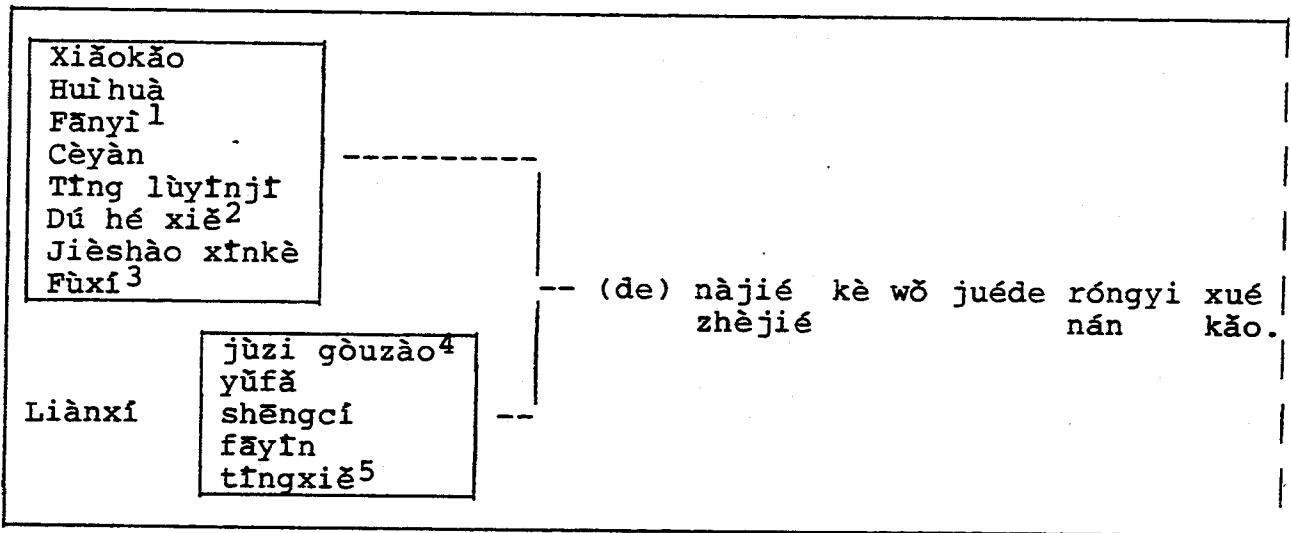 Xiǎokǎo
Huìhuà
Fānyì1
Cèyàn
Tīng lùyīnjī
Dú hé xiě2
Jièshào xīnkè
Fùxí3
-- (de) nàjié kè wǒ juéde róngyi xué
zhèjié nán kǎo.
jùzi gòuzào4
yǔfǎ
Liànxí shēngcí
fāyīn
tīngxiě5